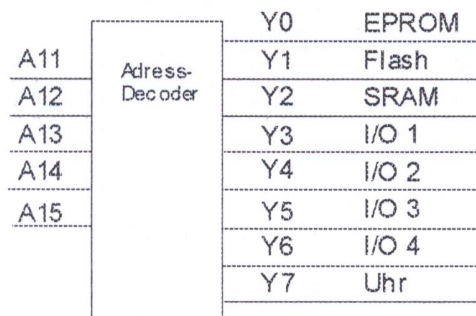 Y0 EPROM
A11 Y1 Flash
Adress-
Decoder
A12 Y2 SRAM
A13 Y3 I/O 1
A14 Y4 I/O 2
A15 Y5 I/O 3
Y6 I/O 4
Y7 Uhr